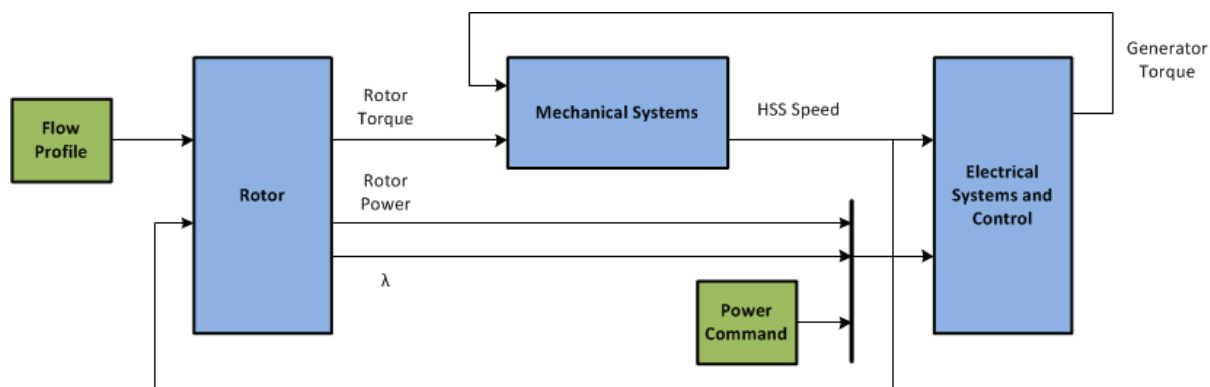 Generator
Torque
Rotor
Torque
Mechanical Systems
HSS Speed
Flow
Profile
Rotor
Rotor
Power
Electrical
Systems and
Control
λ
Power
Command